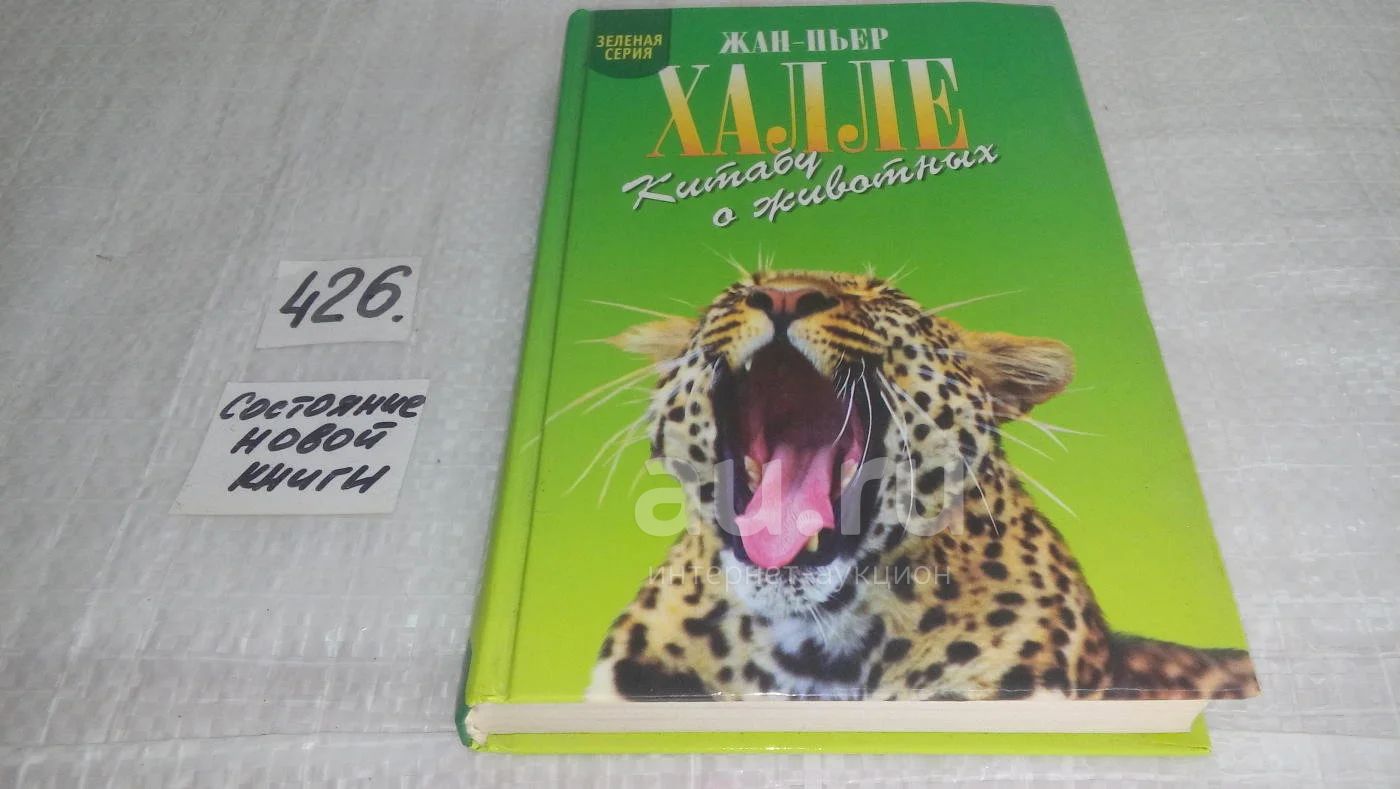 ЗЕЛЕНАЯ
СЕРИЯ
ЖАН-ПЬЕР
ХАЛЛЕ
Китабу
о животных
426.
Состояние
новой
книги
au.ru
интернет-аукцион